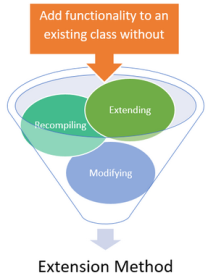 Add functionality to an
existing class without
Extending
Recompiling
Modifying
Extension Method